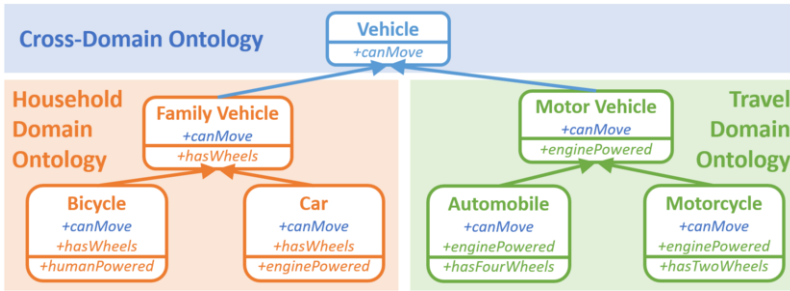 Cross-Domain Ontology
Vehicle
+canMove
Household
Domain
Ontology
Family Vehicle
+canMove
+hasWheels
Bicycle
+canMove
+hasWheels
+humanPowered
Car
+canMove
+hasWheels
+enginePowered
Travel
Domain
Ontology
Motor Vehicle
+canMove
+enginePowered
Automobile
+canMove
+enginePowered
+hasFourWheels
Motorcycle
+canMove
+enginePowered
+hasTwoWheels